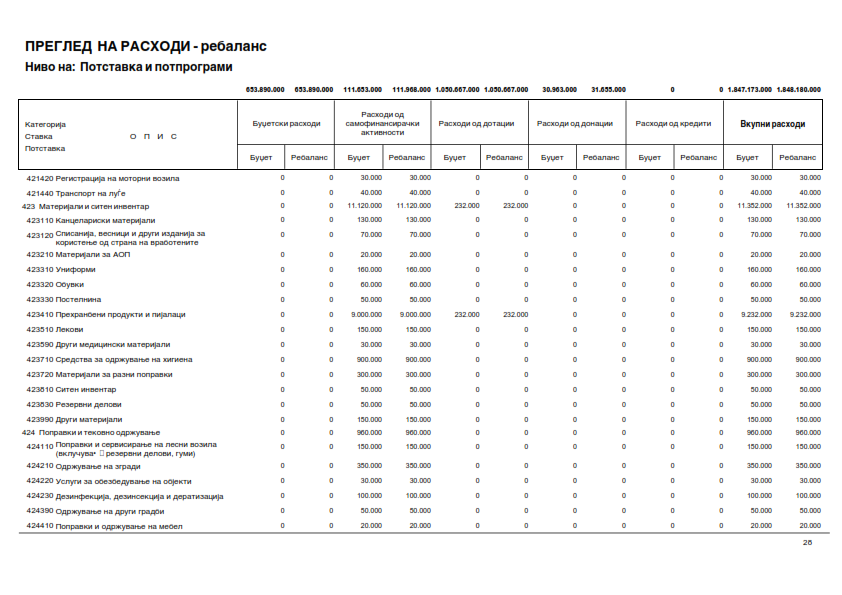 ПРЕГЛЕД НА РАСХОДИ - ребаланс
Ниво на: Потставка и потпрограми
653.890.000 653.890.000 111.653.000 111.968.000 1.050.667.000 1.050.667.000 30.963.000 31.655.000 0 0 1.847.173.000 1.848.180.000
Категорија
Ставка О П И С
Потставка
Буџетски расходи
Расходи од
самофинансирачки
активности
Расходи од дотации
Расходи од донации
Расходи од кредити
Вкупни расходи
Буџет Ребаланс Буџет Ребаланс Буџет Ребаланс Буџет Ребаланс Буџет Ребаланс Буџет Ребаланс
421420 Регистрација на моторни возила 0 0 30.000 30.000 0 0 0 0 0 0 30.000 30.000
421440 Транспорт на луѓе 0 0 40.000 40.000 0 0 0 0 0 0 40.000 40.000
423 Материјали и ситен инвентар 0 0 11.120.000 11.120.000 232.000 232.000 0 0 0 0 11.352.000 11.352.000
423110 Канцелариски материјали 0 0 130.000 130.000 0 0 0 0 0 0 130.000 130.000
423120 Списанија, весници и други изданија за
користење од страна на вработените 0 0 70.000 70.000 0 0 0 0 0 0 70.000 70.000
423210 Материјали за АОП 0 0 20.000 20.000 0 0 0 0 0 0 20.000 20.000
423310 Униформи 0 0 160.000 160.000 0 0 0 0 0 0 160.000 160.000
423320 Обувки 0 0 60.000 60.000 0 0 0 0 0 0 60.000 60.000
423330 Постелнина 0 0 50.000 50.000 0 0 0 0 0 0 50.000 50.000
423410 Прехранбени продукти и пијалаци 0 0 9.000.000 9.000.000 232.000 232.000 0 0 0 0 9.232.000 9.232.000
423510 Лекови 0 0 150.000 150.000 0 0 0 0 0 0 150.000 150.000
423590 Други медицински материјали 0 0 30.000 30.000 0 0 0 0 0 0 30.000 30.000
423710 Средства за одржување на хигиена 0 0 900.000 900.000 0 0 0 0 0 0 900.000 900.000
423720 Материјали за разни поправки 0 0 300.000 300.000 0 0 0 0 0 0 300.000 300.000
423810 Ситен инвентар 0 0 50.000 50.000 0 0 0 0 0 0 50.000 50.000
423830 Резервни делови 0 0 50.000 50.000 0 0 0 0 0 0 50.000 50.000
423990 Други материјали 0 0 150.000 150.000 0 0 0 0 0 0 150.000 150.000
424 Поправки и тековно одржување 0 0 960.000 960.000 0 0 0 0 0 0 960.000 960.000
424110 Поправки и сервисирање на лесни возила
(вклучува• □ резервни делови, гуми) 0 0 150.000 150.000 0 0 0 0 0 0 150.000 150.000
424210 Одржување на згради 0 0 350.000 350.000 0 0 0 0 0 0 350.000 350.000
424220 Услуги за обезбедување на објекти 0 0 30.000 30.000 0 0 0 0 0 0 30.000 30.000
424230 Дезинфекција, дезинсекција и дератизација 0 0 100.000 100.000 0 0 0 0 0 0 100.000 100.000
424390 Одржување на други градби 0 0 50.000 50.000 0 0 0 0 0 0 50.000 50.000
424410 Поправки и одржување на мебел 0 0 20.000 20.000 0 0 0 0 0 0 20.000 20.000
26